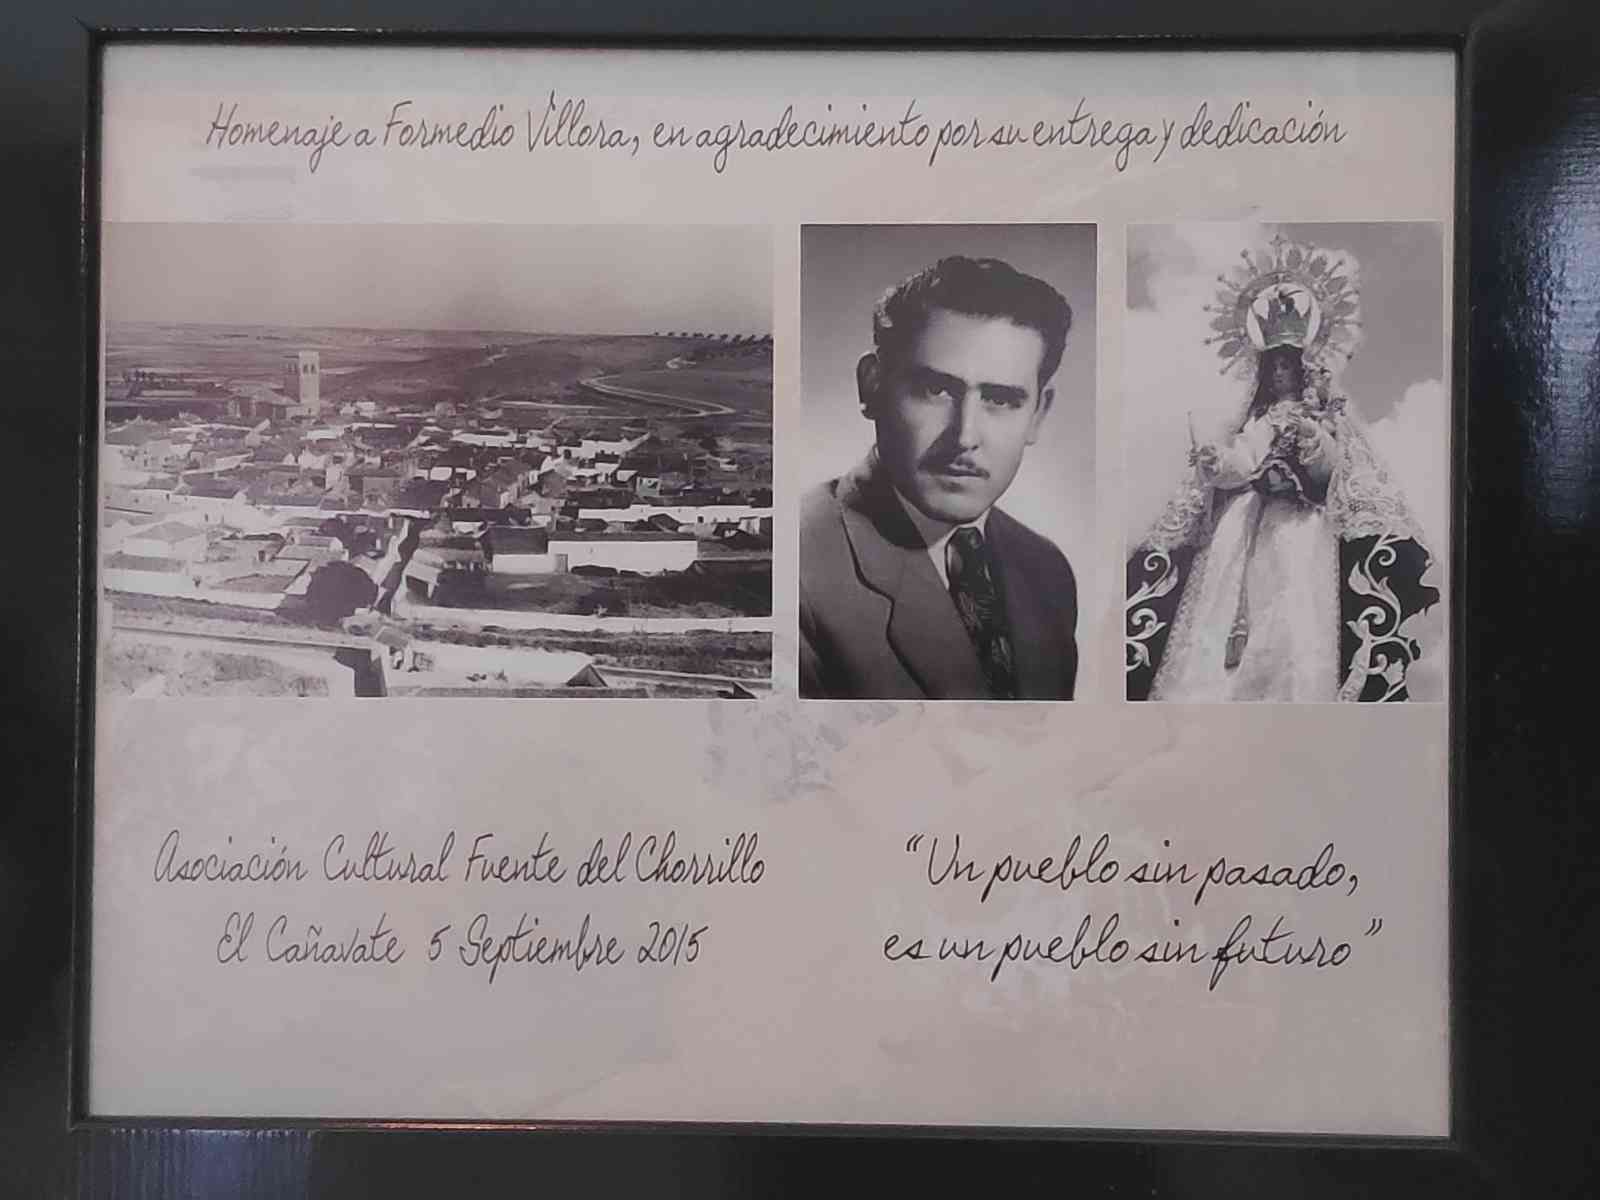 Homenaje a Formedio Villora, en agradecimiento por su entrega y dedicación
Asociación Cultural Fuente del Chorrillo
El Cañavate 5 Septiembre 2015
“Un pueblo sin pasado,
es un pueblo sin futuro”